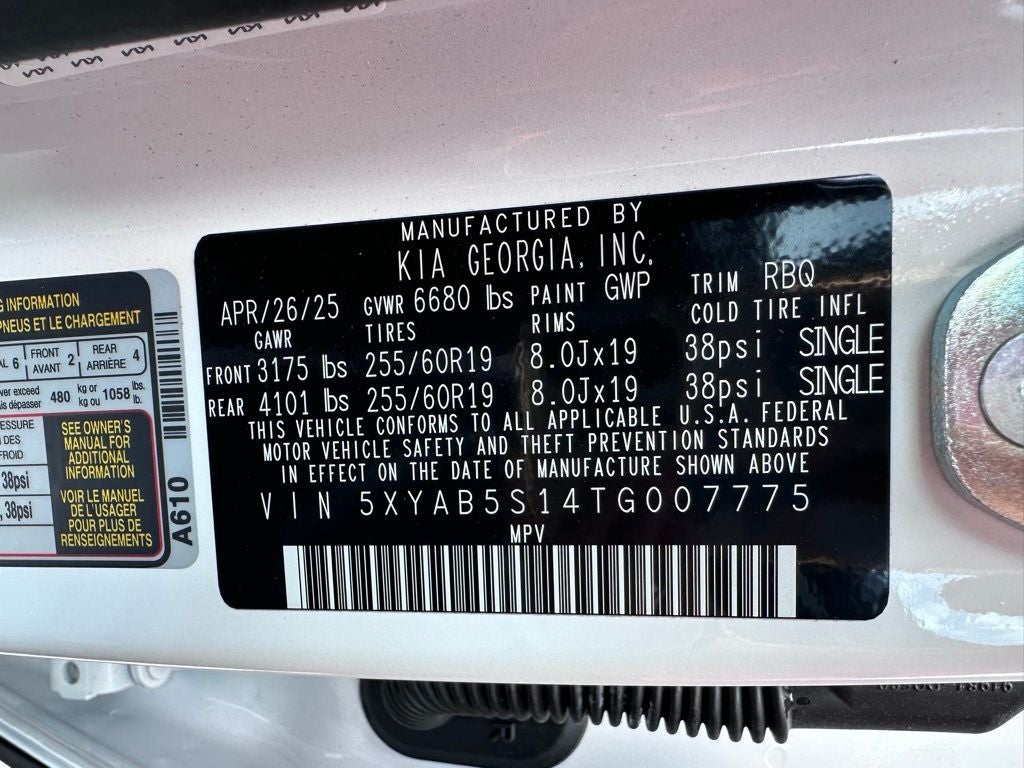 MANUFACTURED BY
KIA GEORGIA, INC.
APR/26/25 GVWR 6680 lbs PAINT GWP TRIM RBQ
GAWR TIRES RIMS COLD TIRE INFL
FRONT 3175 lbs 255/60R19 8.0Jx19 38psi SINGLE
REAR 4101 lbs 255/60R19 8.0Jx19 38psi SINGLE
THIS VEHICLE CONFORMS TO ALL APPLICABLE U.S.A. FEDERAL
MOTOR VEHICLE SAFETY AND THEFT PREVENTION STANDARDS
IN EFFECT ON THE DATE OF MANUFACTURE SHOWN ABOVE
VIN 5XYAB5S14TG007775
MPV
INFORMATION
PNEUS ET LE CHARGEMENT
6 FRONT 2 REAR 4
AVANT ARRIÈRE
exceed 480 kg or 1058 lbs.
dépasser kg ou lb.
SEE OWNER'S
MANUAL FOR
ADDITIONAL
INFORMATION
38psi
VOIR LE MANUEL
DE L'USAGER
POUR PLUS DE
RENSEIGNEMENTS
38psi
A610
R